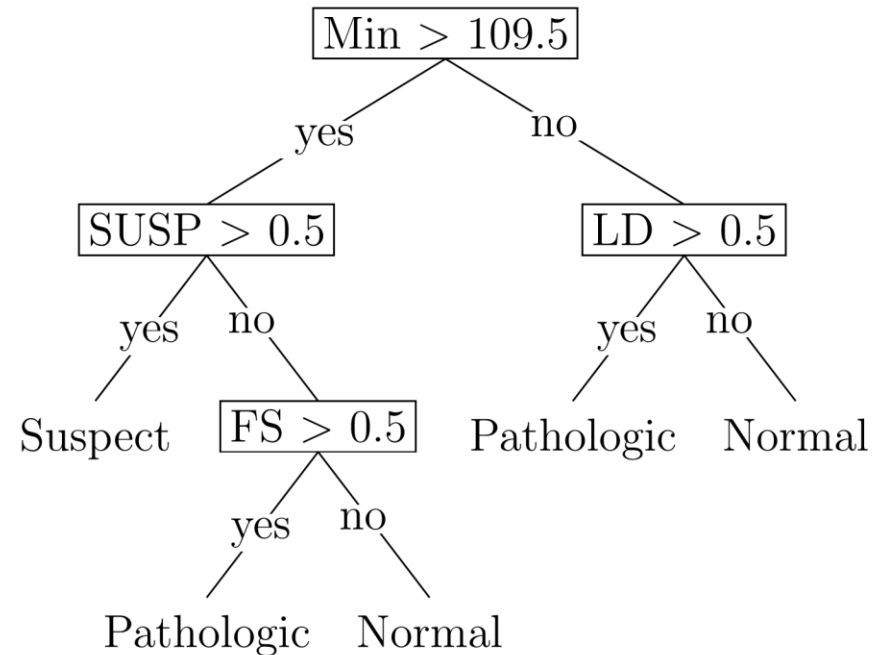 Min > 109.5
yes
no
SUSP > 0.5
LD > 0.5
yes
no
yes
no
Suspect
FS > 0.5
Pathologic
Normal
yes
no
Pathologic
Normal